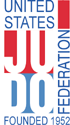 UNITED
STATES
JU
DO
FEDERATION
FOUNDED 1952